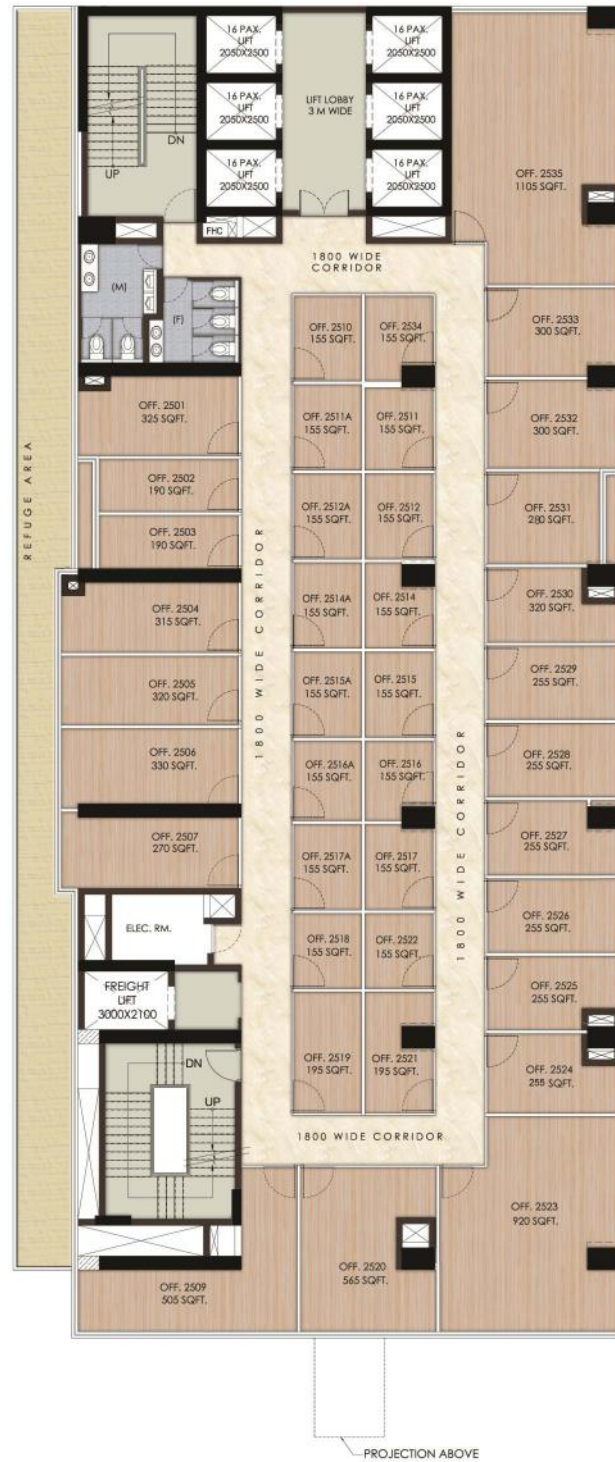 16 PAX.
LIFT
2050X2500
16 PAX.
LIFT
2050X2500
LIFT LOBBY
3 M WIDE
16 PAX.
LIFT
2050X2500
16 PAX.
LIFT
2050X2500
16 PAX.
LIFT
2050X2500
16 PAX.
LIFT
2050X2500
DN
UP
OFF. 2535
1105 SQFT.
FHC
1800 WIDE
CORRIDOR
(M)
(F)
OFF. 2510
155 SQFT.
OFF. 2534
155 SQFT.
OFF. 2533
300 SQFT.
OFF. 2501
325 SQFT.
OFF. 2511A
155 SQFT.
OFF. 2511
155 SQFT.
OFF. 2532
300 SQFT.
REFUGE AREA
OFF. 2502
190 SQFT.
OFF. 2503
190 SQFT.
OFF. 2512A
155 SQFT.
OFF. 2512
155 SQFT.
OFF. 2531
280 SQFT.
1800 WIDE CORRIDOR
OFF. 2504
315 SQFT.
OFF. 2514A
155 SQFT.
OFF. 2514
155 SQFT.
OFF. 2530
320 SQFT.
OFF. 2505
320 SQFT.
OFF. 2515A
155 SQFT.
OFF. 2515
155 SQFT.
OFF. 2529
255 SQFT.
OFF. 2506
330 SQFT.
OFF. 2516A
155 SQFT.
OFF. 2516
155 SQFT.
OFF. 2528
255 SQFT.
1800 WIDE CORRIDOR
OFF. 2507
270 SQFT.
OFF. 2517A
155 SQFT.
OFF. 2517
155 SQFT.
OFF. 2527
255 SQFT.
ELEC. RM.
OFF. 2518
155 SQFT.
OFF. 2522
155 SQFT.
OFF. 2526
255 SQFT.
FREIGHT
LIFT
3000X2100
OFF. 2525
255 SQFT.
OFF. 2519
195 SQFT.
OFF. 2521
195 SQFT.
OFF. 2524
255 SQFT.
DN
UP
1800 WIDE CORRIDOR
OFF. 2523
920 SQFT.
OFF. 2509
505 SQFT.
OFF. 2520
565 SQFT.
PROJECTION ABOVE